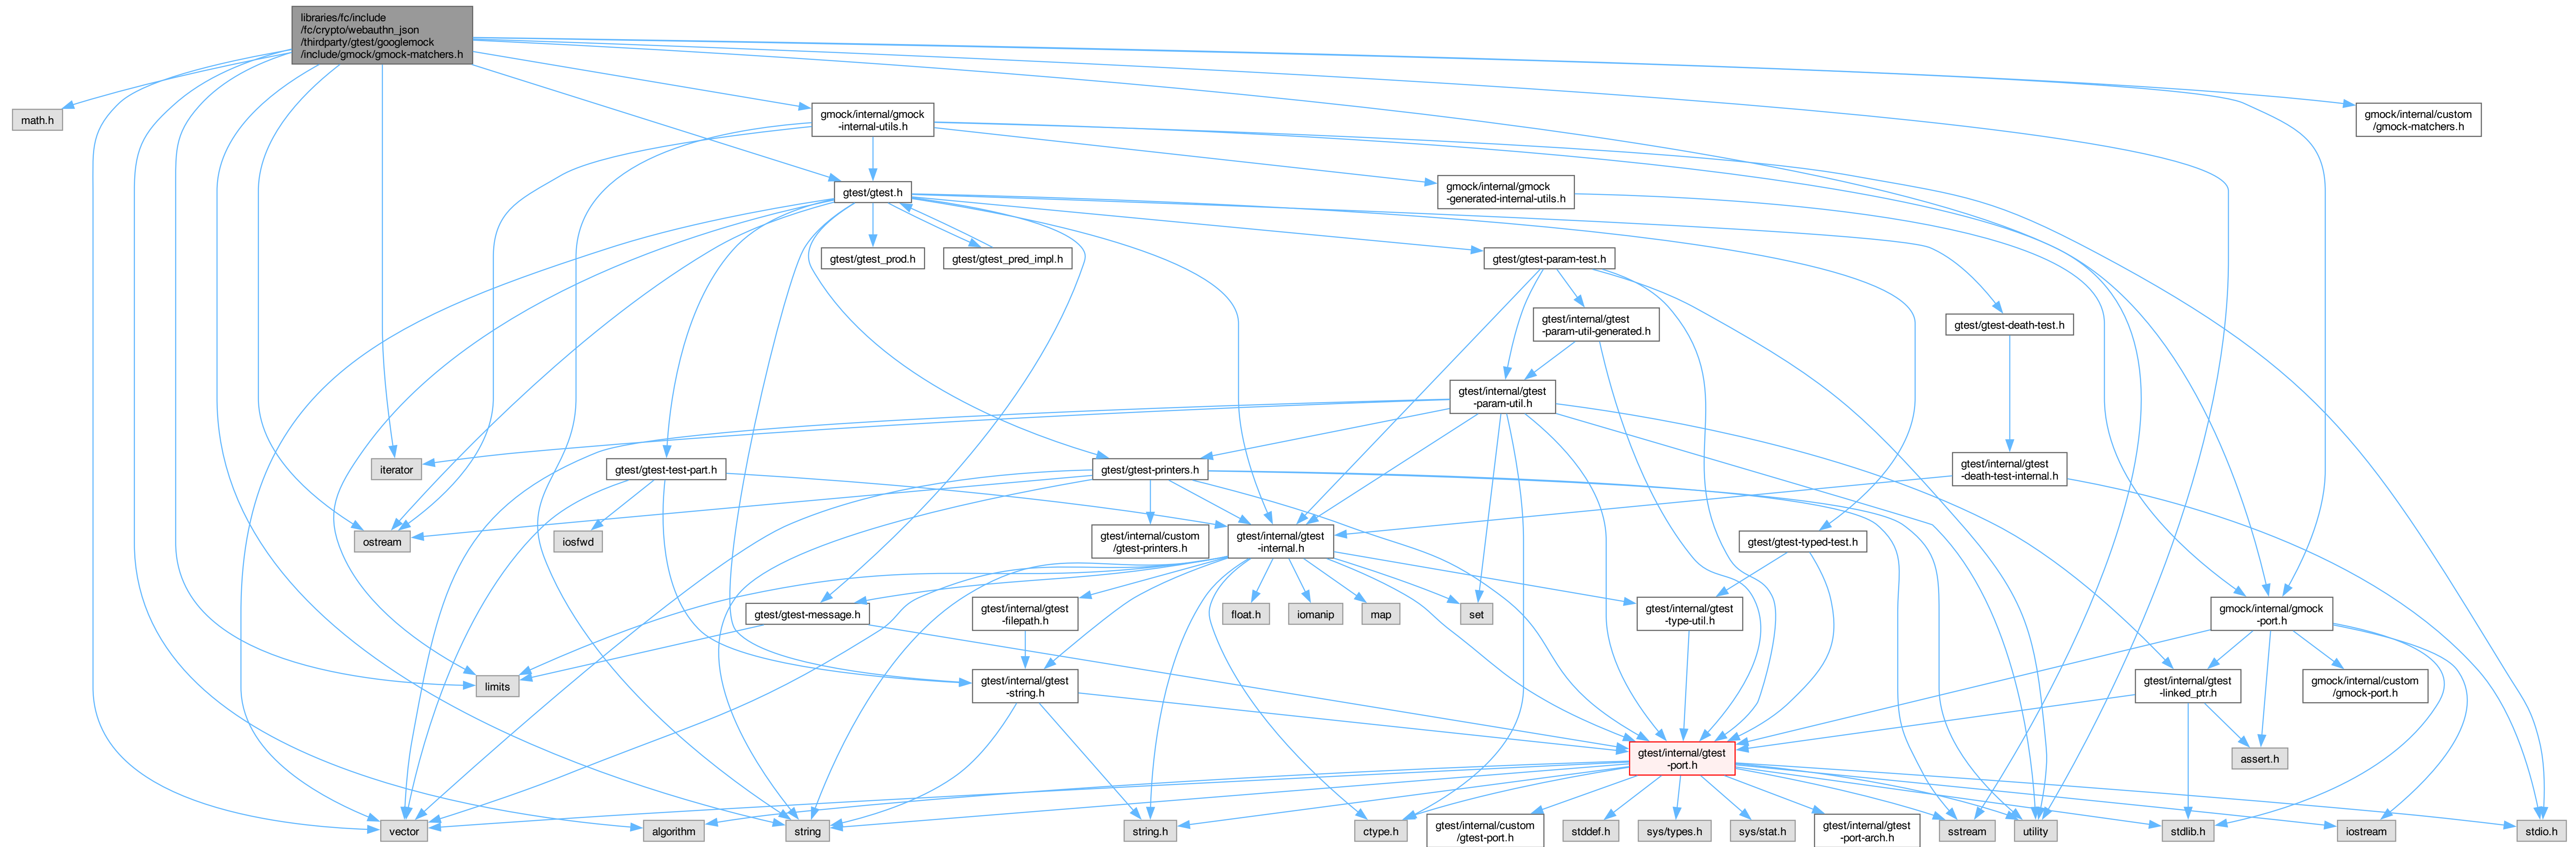 libraries/fc/include
/fc/crypto/webauthn_json
/thirdparty/gtest/googlemock
/include/gmock/gmock-matchers.h
math.h
gmock/internal/gmock
-internal-utils.h
gmock/internal/custom
/gmock-matchers.h
gtest/gtest.h
gmock/internal/gmock
-generated-internal-utils.h
gtest/gtest_prod.h
gtest/gtest_pred_impl.h
gtest/gtest-param-test.h
gtest/internal/gtest
-param-util-generated.h
gtest/gtest-death-test.h
gtest/internal/gtest
-param-util.h
iterator
gtest/gtest-test-part.h
gtest/gtest-printers.h
gtest/internal/gtest
-death-test-internal.h
ostream
iosfwd
gtest/internal/custom
/gtest-printers.h
gtest/internal/gtest
-internal.h
gtest/gtest-typed-test.h
gtest/gtest-message.h
gtest/internal/gtest
-filepath.h
float.h
iomanip
map
set
gtest/internal/gtest
-type-util.h
gmock/internal/gmock
-port.h
limits
gtest/internal/gtest
-string.h
gtest/internal/gtest
-linked_ptr.h
gmock/internal/custom
/gmock-port.h
gtest/internal/gtest
-port.h
assert.h
vector
algorithm
string
string.h
ctype.h
gtest/internal/custom
/gtest-port.h
stddef.h
sys/types.h
sys/stat.h
gtest/internal/gtest
-port-arch.h
sstream
utility
stdlib.h
iostream
stdio.h